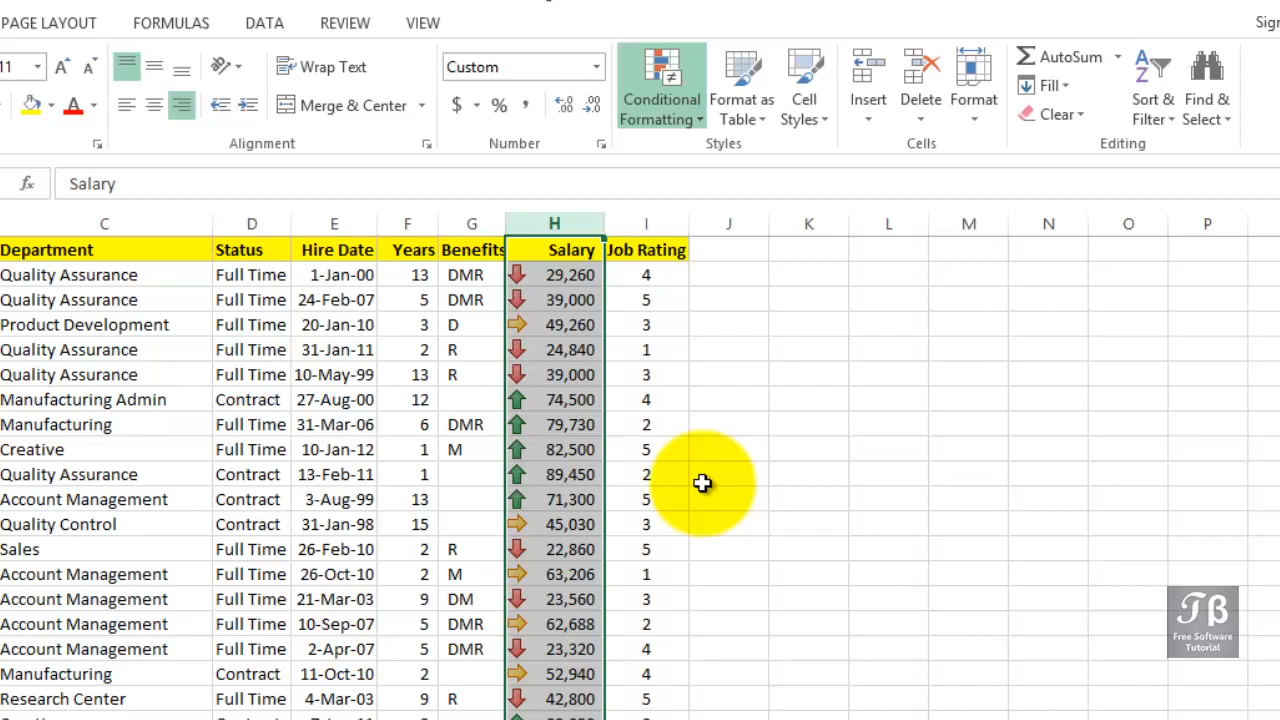 PAGE LAYOUT FORMULAS DATA REVIEW VIEW Sign
11 A A Wrap Text Custom Conditional Formatting Format as Table Cell Styles Insert Delete Format AutoSum Fill Clear Sort & Filter Find & Select
A Merge & Center $ % , .00 .0
Alignment Number Styles Cells Editing
fx Salary
C D E F G H I J K L M N O P
Department Status Hire Date Years Benefits Salary Job Rating
Quality Assurance Full Time 1-Jan-00 13 DMR 29,260 4
Quality Assurance Full Time 24-Feb-07 5 DMR 39,000 5
Product Development Full Time 20-Jan-10 3 D 49,260 3
Quality Assurance Full Time 31-Jan-11 2 R 24,840 1
Quality Assurance Full Time 10-May-99 13 R 39,000 3
Manufacturing Admin Contract 27-Aug-00 12 74,500 4
Manufacturing Full Time 31-Mar-06 6 DMR 79,730 2
Creative Full Time 10-Jan-12 1 M 82,500 5
Quality Assurance Contract 13-Feb-11 1 89,450 2
Account Management Contract 3-Aug-99 13 71,300 5
Quality Control Contract 31-Jan-98 15 45,030 3
Sales Full Time 26-Feb-10 2 R 22,860 5
Account Management Full Time 26-Oct-10 2 M 63,206 1
Account Management Full Time 21-Mar-03 9 DM 23,560 3
Account Management Full Time 10-Sep-07 5 DMR 62,688 2
Account Management Full Time 2-Apr-07 5 DMR 23,320 4
Manufacturing Contract 11-Oct-10 2 52,940 4
Research Center Full Time 4-Mar-03 9 R 42,800 5
Tβ
Free Software
Tutorial